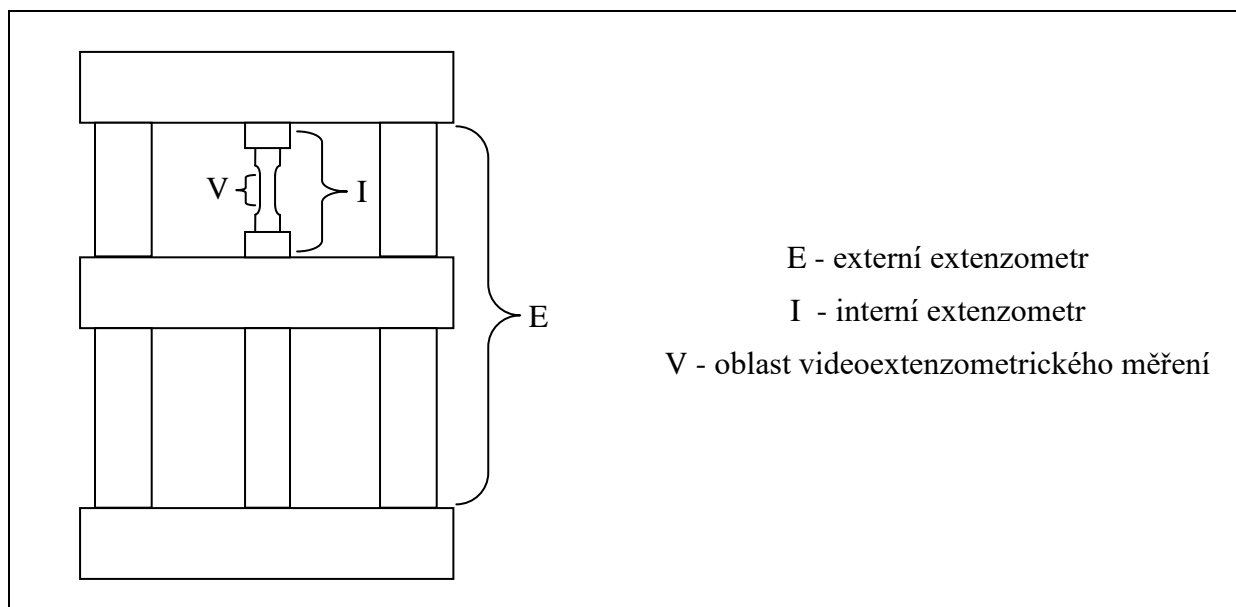 V
I
E
E - externí extenzometr
I - interní extenzometr
V - oblast videoextenzometrického měření